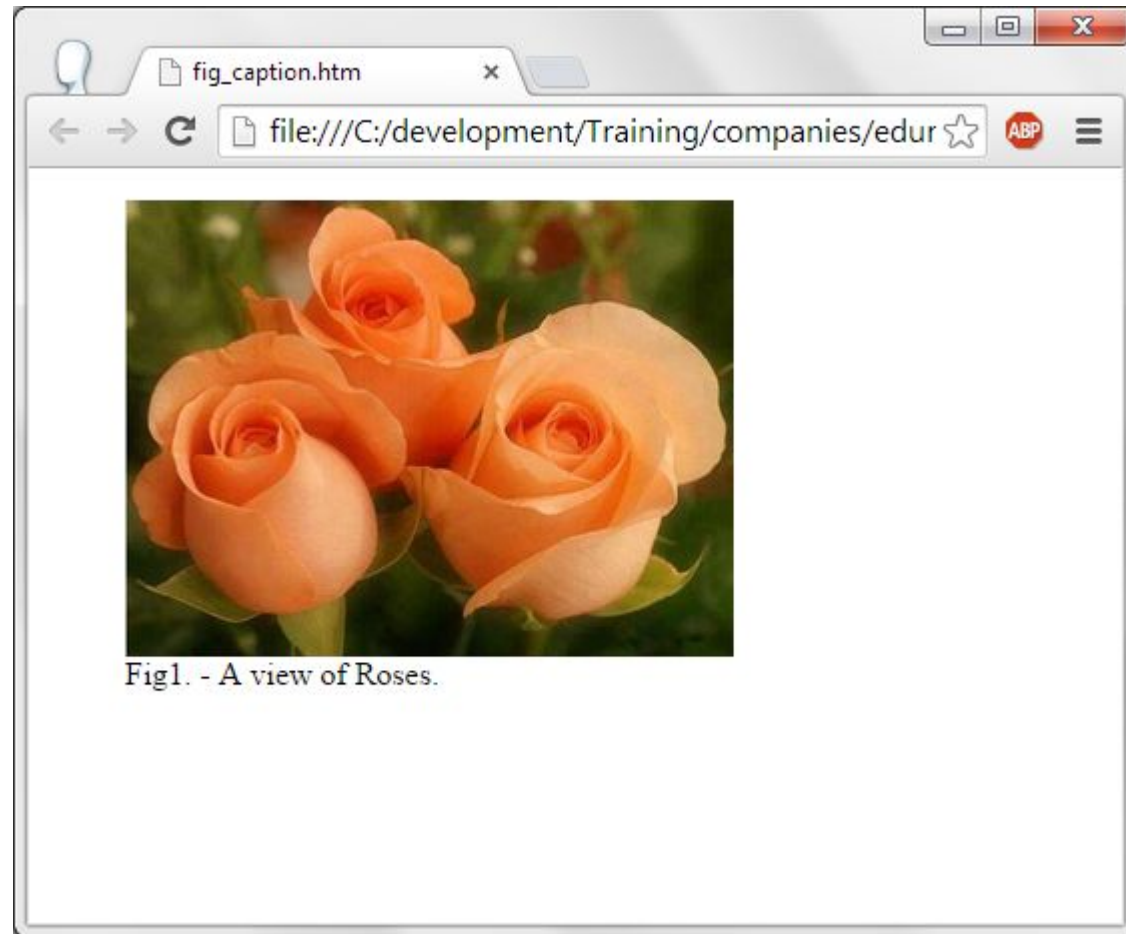 fig_caption.htm
file:///C:/development/Training/companies/edur
ABP
Fig1. - A view of Roses.